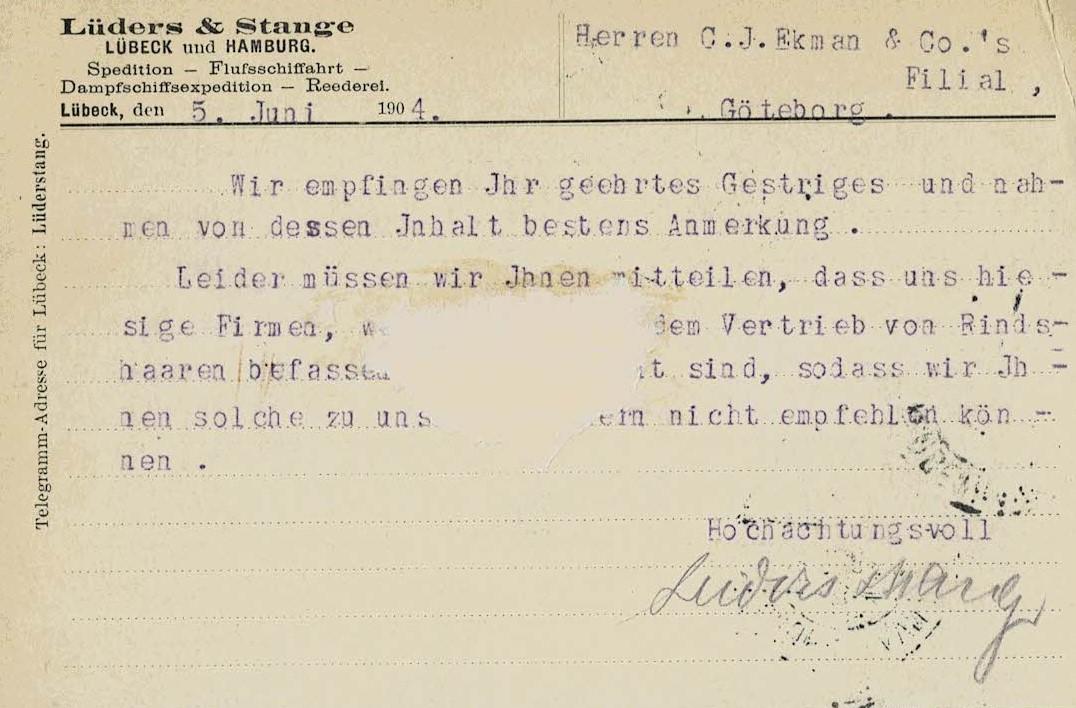 Lüders & Stange
LÜBECK und HAMBURG.
Spedition — Flufsschiffahrt —
Dampfschiffsexpedition — Reederei.
Lübeck, den 5. Juni 1904.
Herren C.J.Ekman & Co.'s
Filial ,
Göteborg .
Telegramm-Adresse für Lübeck: Lüderstang.
Wir empfingen Jhr geehrtes Gestriges und nah-
men von dessen Jnhalt bestens Anmerkung .
Leider müssen wir Jhnen mitteilen, dass uns hie -
sige Firmen, dem Vertrieb von Rinds-
haaren befassen sind, sodass wir Jh -
nen solche zu nicht empfehlen kön -
nen .
Hochachtungsvoll
Lüders & Stange